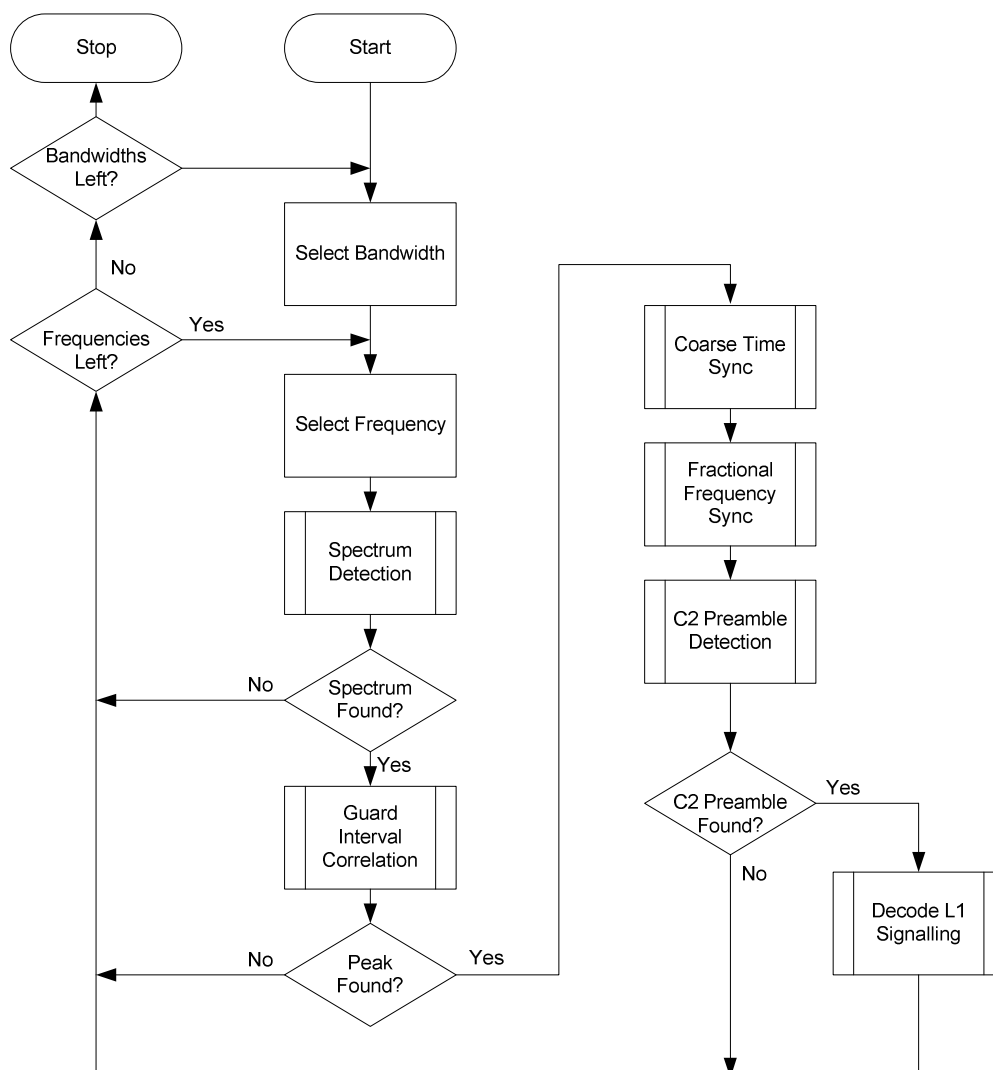 Stop
Start
Bandwidths
Left?
Select Bandwidth
No
Frequencies
Left?
Yes
Select Frequency
Spectrum
Detection
No
Spectrum
Found?
Yes
Guard
Interval
Correlation
No
Peak
Found?
Yes
Coarse Time
Sync
Fractional
Frequency
Sync
C2 Preamble
Detection
C2 Preamble
Found?
Yes
No
Decode L1
Signalling